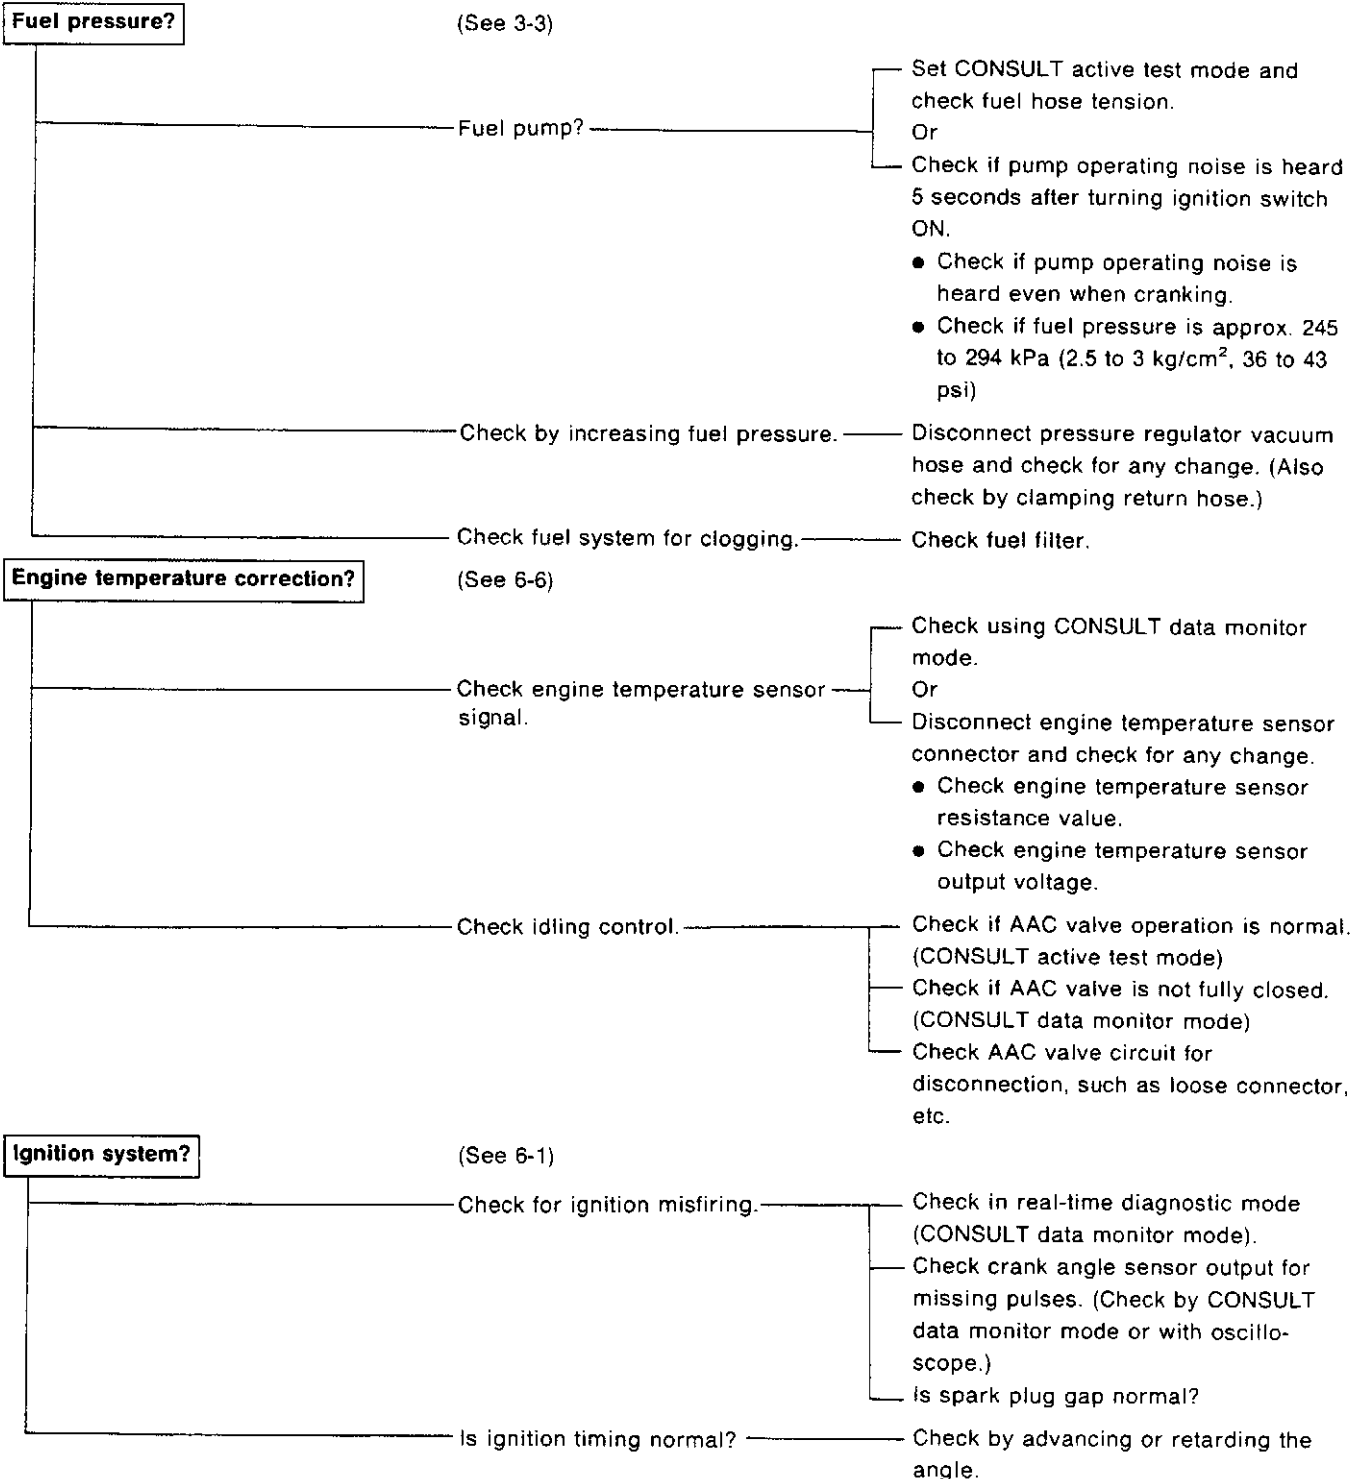 Fuel pressure?
(See 3-3)
Set CONSULT active test mode and
check fuel hose tension.
Fuel pump?
Or
Check if pump operating noise is heard
5 seconds after turning ignition switch
ON.
● Check if pump operating noise is
heard even when cranking.
● Check if fuel pressure is approx. 245
to 294 kPa (2.5 to 3 kg/cm², 36 to 43
psi)
Check by increasing fuel pressure.
Disconnect pressure regulator vacuum
hose and check for any change. (Also
check by clamping return hose.)
Check fuel system for clogging.
Check fuel filter.
Engine temperature correction?
(See 6-6)
Check using CONSULT data monitor
mode.
Check engine temperature sensor
signal.
Or
Disconnect engine temperature sensor
connector and check for any change.
● Check engine temperature sensor
resistance value.
● Check engine temperature sensor
output voltage.
Check idling control.
Check if AAC valve operation is normal.
(CONSULT active test mode)
Check if AAC valve is not fully closed.
(CONSULT data monitor mode)
Check AAC valve circuit for
disconnection, such as loose connector,
etc.
Ignition system?
(See 6-1)
Check for ignition misfiring.
Check in real-time diagnostic mode
(CONSULT data monitor mode).
Check crank angle sensor output for
missing pulses. (Check by CONSULT
data monitor mode or with oscillo-
scope.)
Is spark plug gap normal?
Is ignition timing normal?
Check by advancing or retarding the
angle.